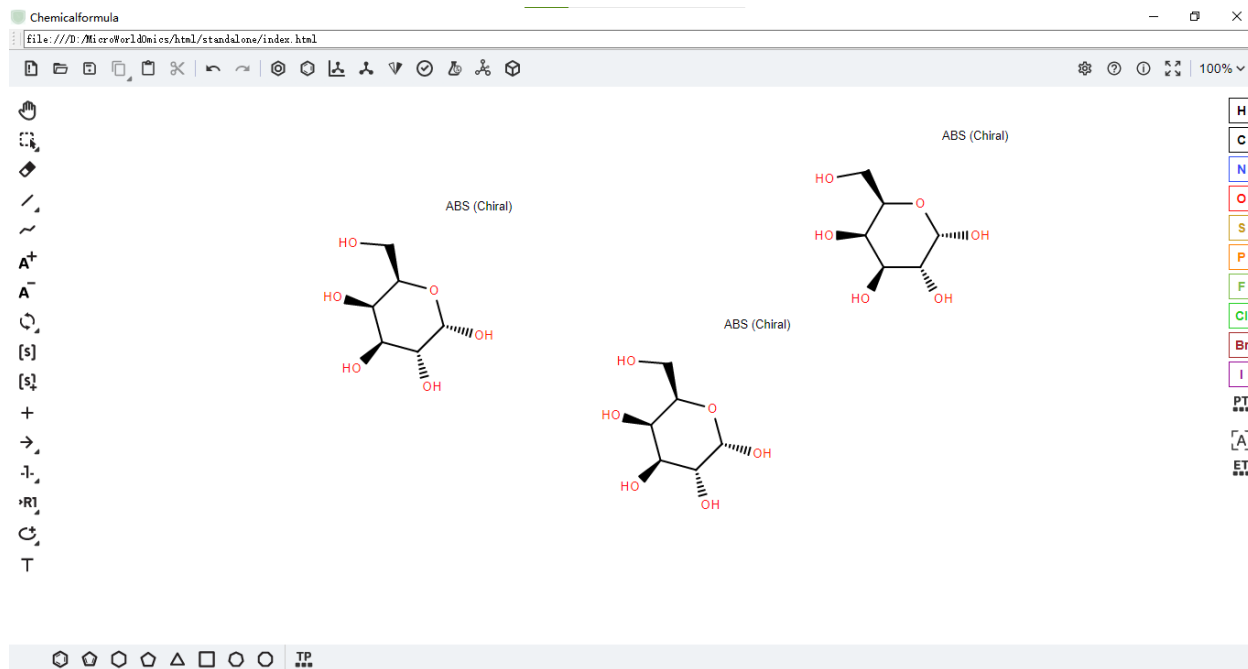 Chemicalformula
file:///D:/MicroWorldOmics/html/standalone/index.html
100%
A+
A-
[s]
[s]+
-1-
R1
T
ABS (Chiral)
HO
O
HO
OH
HO
OH
ABS (Chiral)
HO
O
HO
OH
HO
OH
ABS (Chiral)
HO
O
HO
OH
HO
OH
H
C
N
O
S
P
F
Cl
Br
I
PT
A
ET
TP